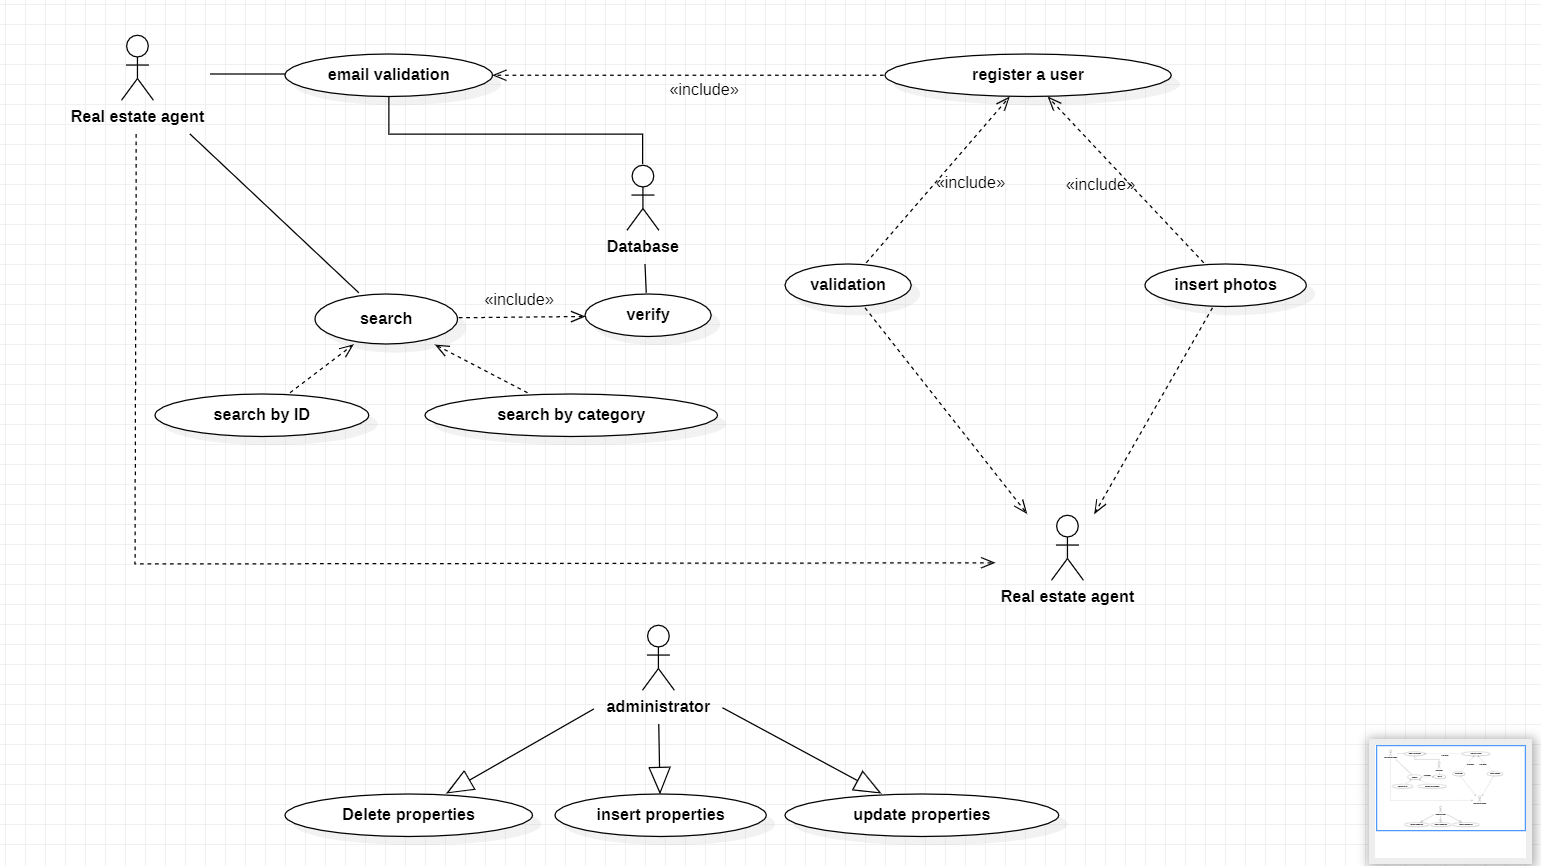 email validation
register a user
«include»
Real estate agent
«include»
«include»
Database
validation
insert photos
«include»
search
verify
search by ID
search by category
Real estate agent
administrator
Delete properties
insert properties
update properties